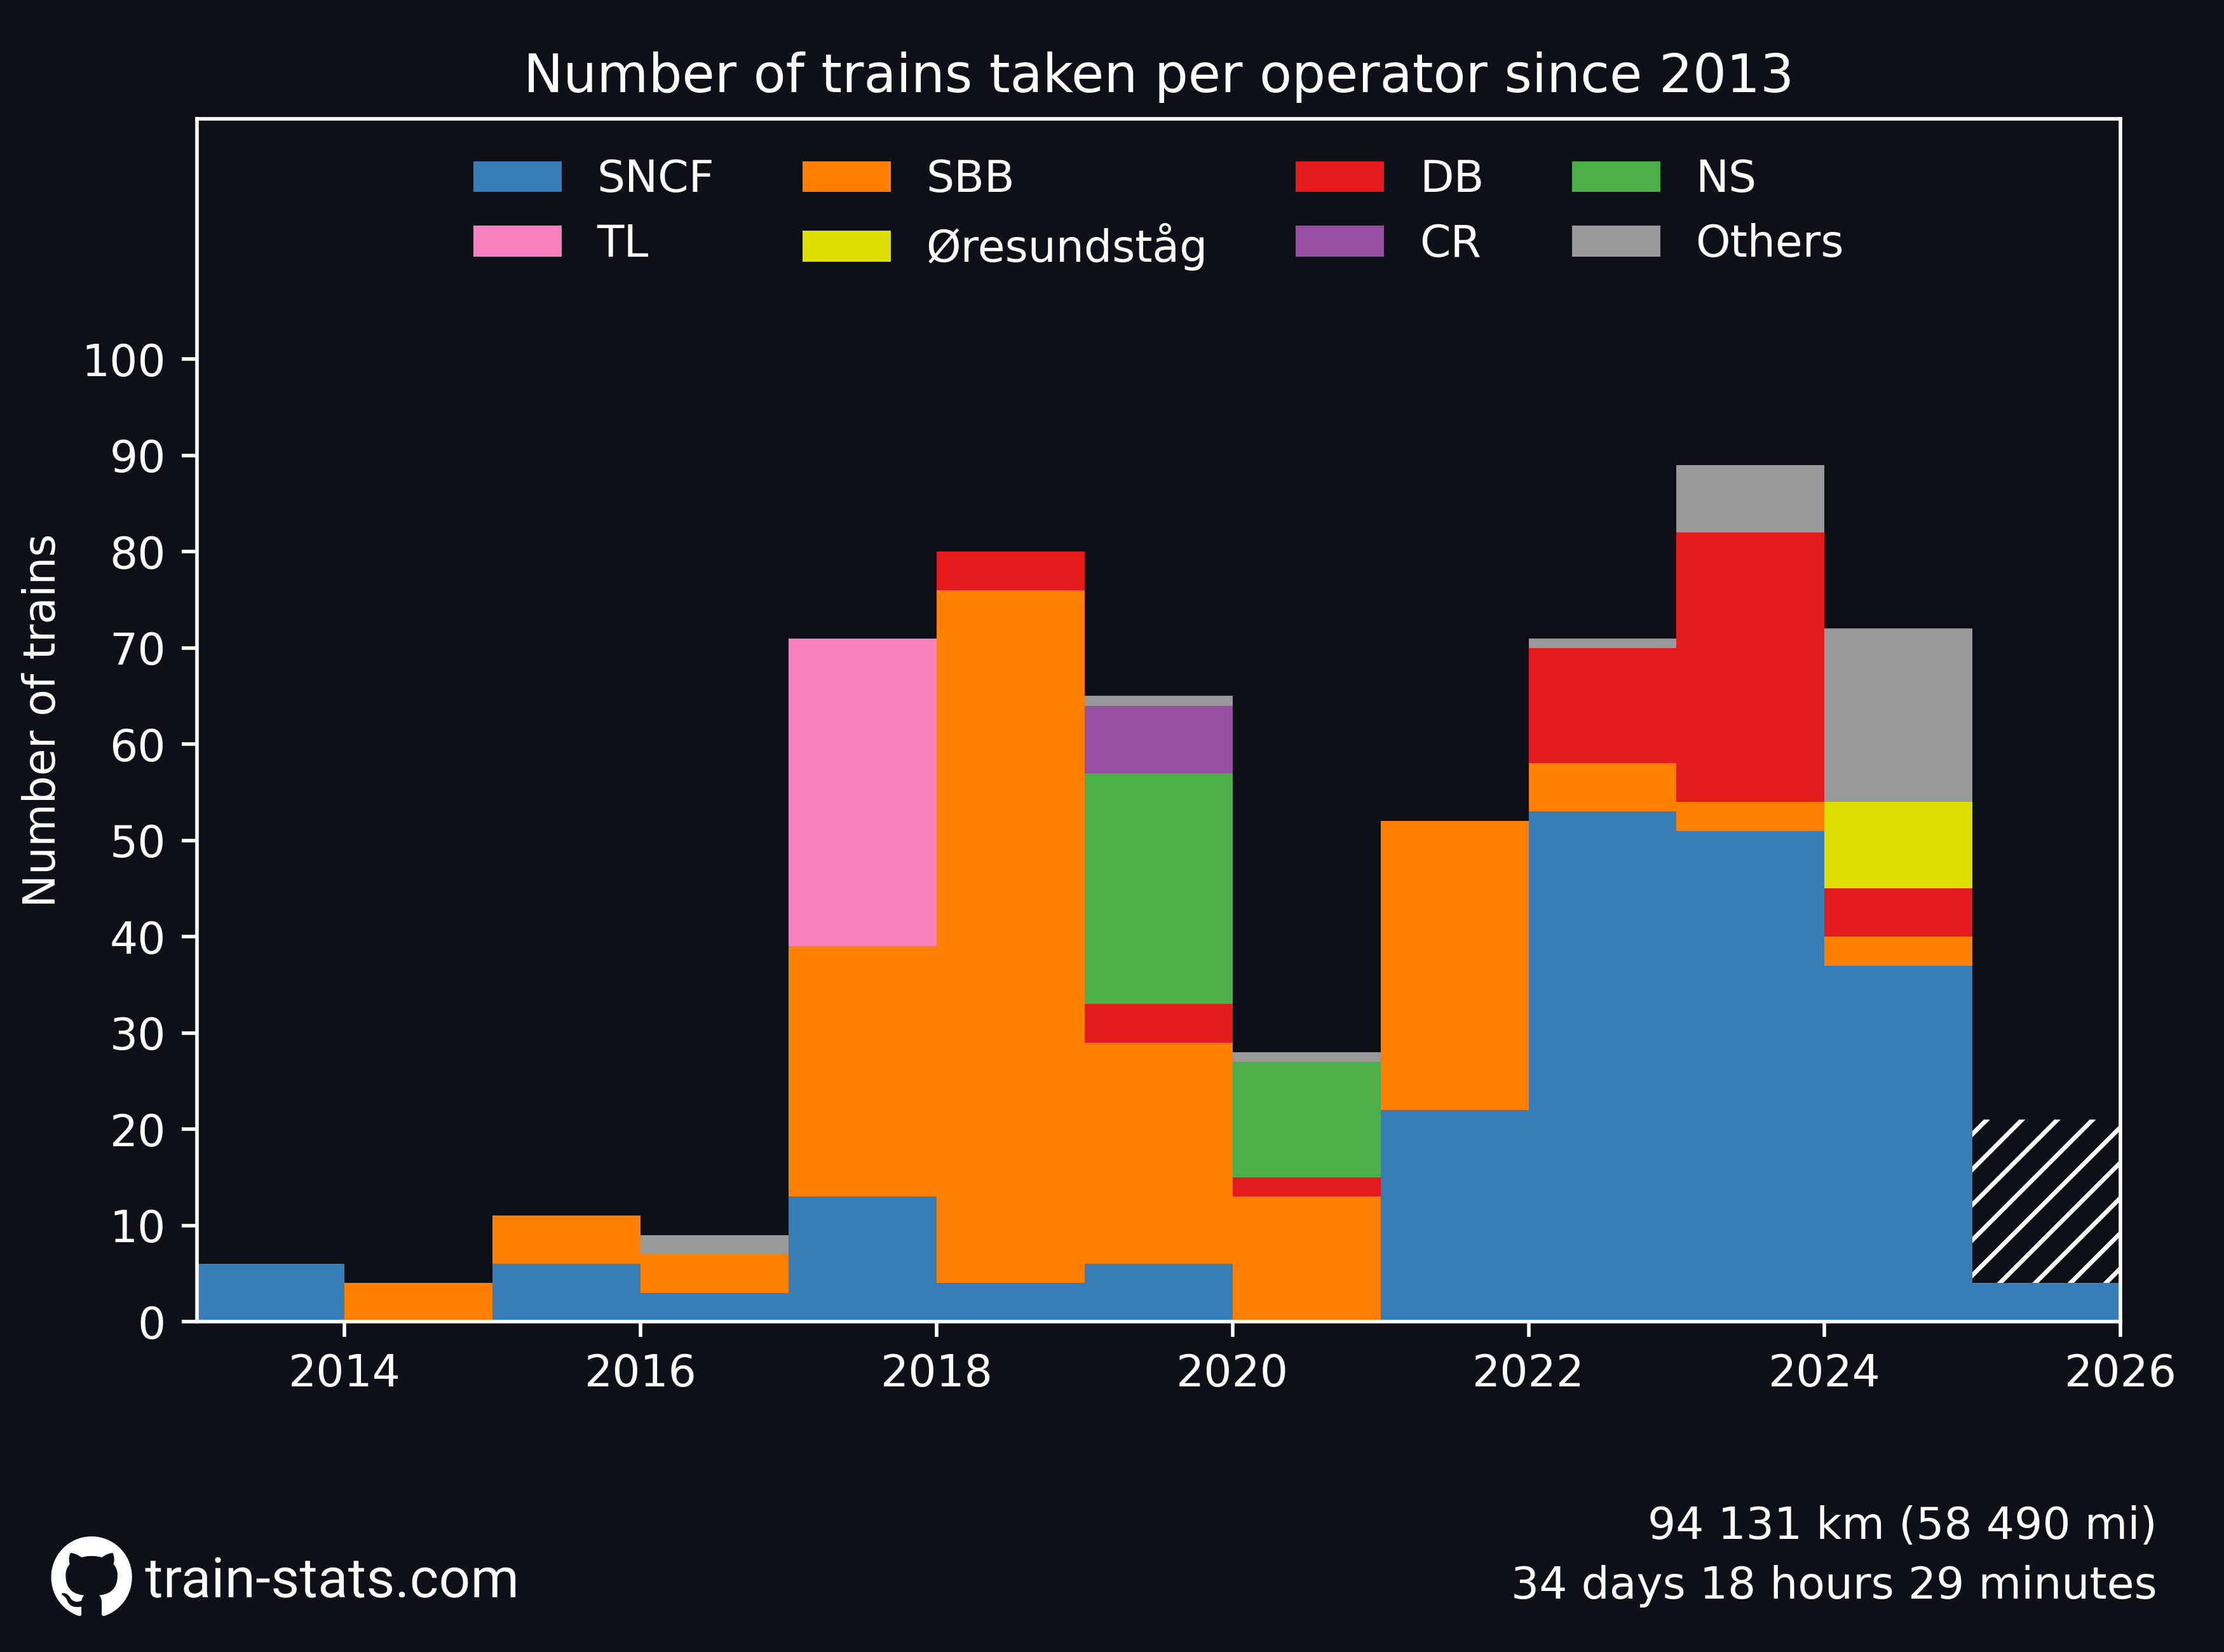 Number of trains taken per operator since 2013
SNCF SBB DB NS
TL Øresundståg CR Others
Number of trains
100
90
80
70
60
50
40
30
20
10
0
2014 2016 2018 2020 2022 2024 2026
94 131 km (58 490 mi)
train-stats.com
34 days 18 hours 29 minutes